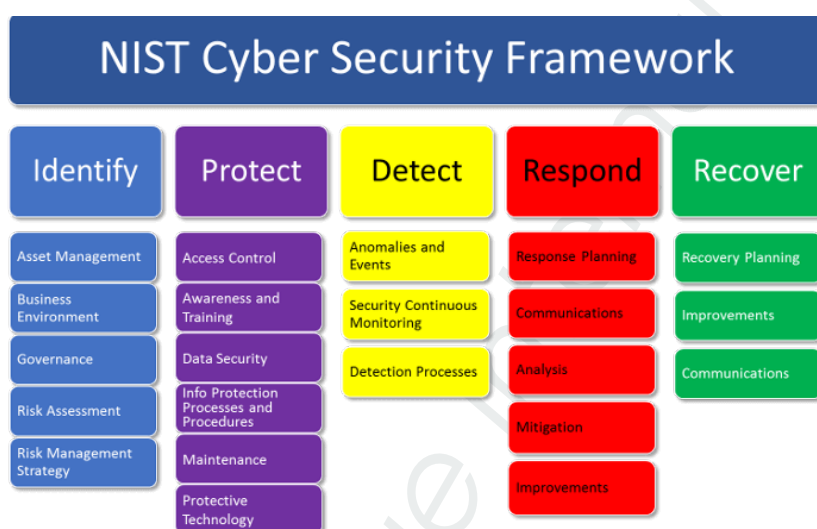 NIST Cyber Security Framework
Identify
Protect
Detect
Respond
Recover
Asset Management
Business
Environment
Governance
Risk Assessment
Risk Management
Strategy
Access Control
Awareness and
Training
Data Security
Info Protection
Processes and
Procedures
Maintenance
Protective
Technology
Anomalies and
Events
Security Continuous
Monitoring
Detection Processes
Response Planning
Communications
Analysis
Mitigation
Improvements
Recovery Planning
Improvements
Communications